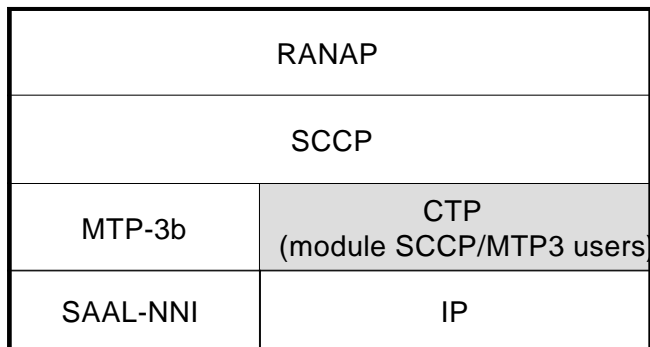 RANAP
SCCP
MTP-3b
CTP
(module SCCP/MTP3 users)
SAAL-NNI
IP